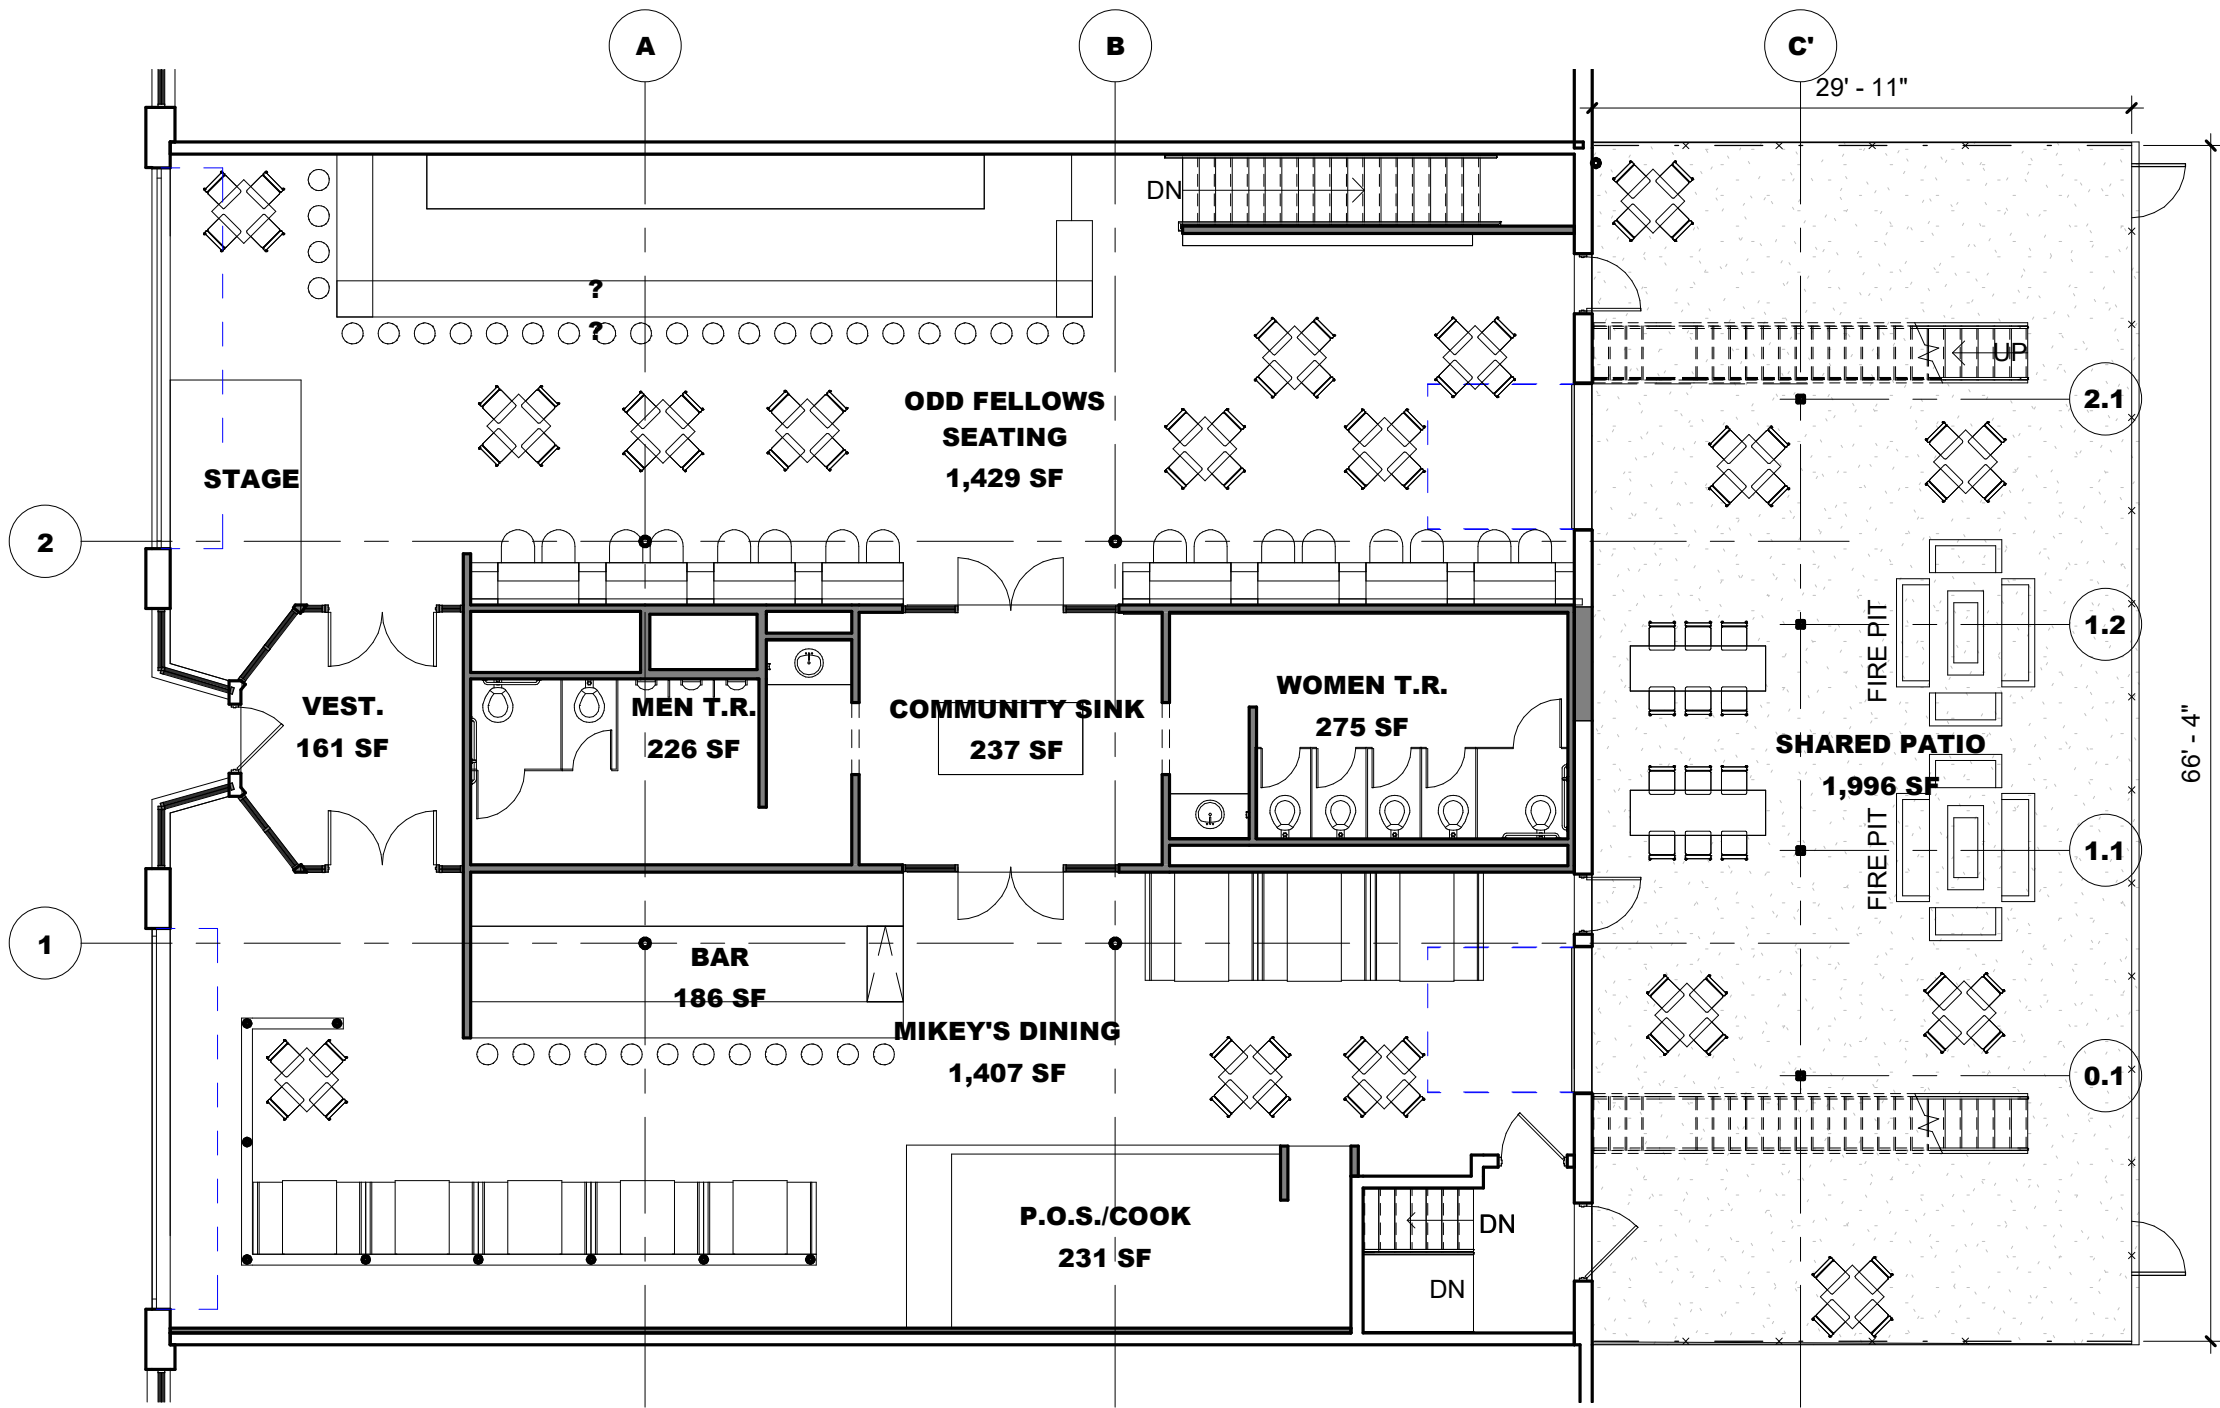 A
B
C'
29' - 11"
DN
?
?
UP
2.1
ODD FELLOWS
SEATING
1,429 SF
STAGE
2
1.2
FIRE PIT
VEST.
161 SF
MEN T.R.
226 SF
COMMUNITY SINK
237 SF
WOMEN T.R.
275 SF
SHARED PATIO
1,996 SF
66' - 4"
FIRE PIT
1.1
1
BAR
186 SF
MIKEY'S DINING
1,407 SF
0.1
P.O.S./COOK
231 SF
DN
DN